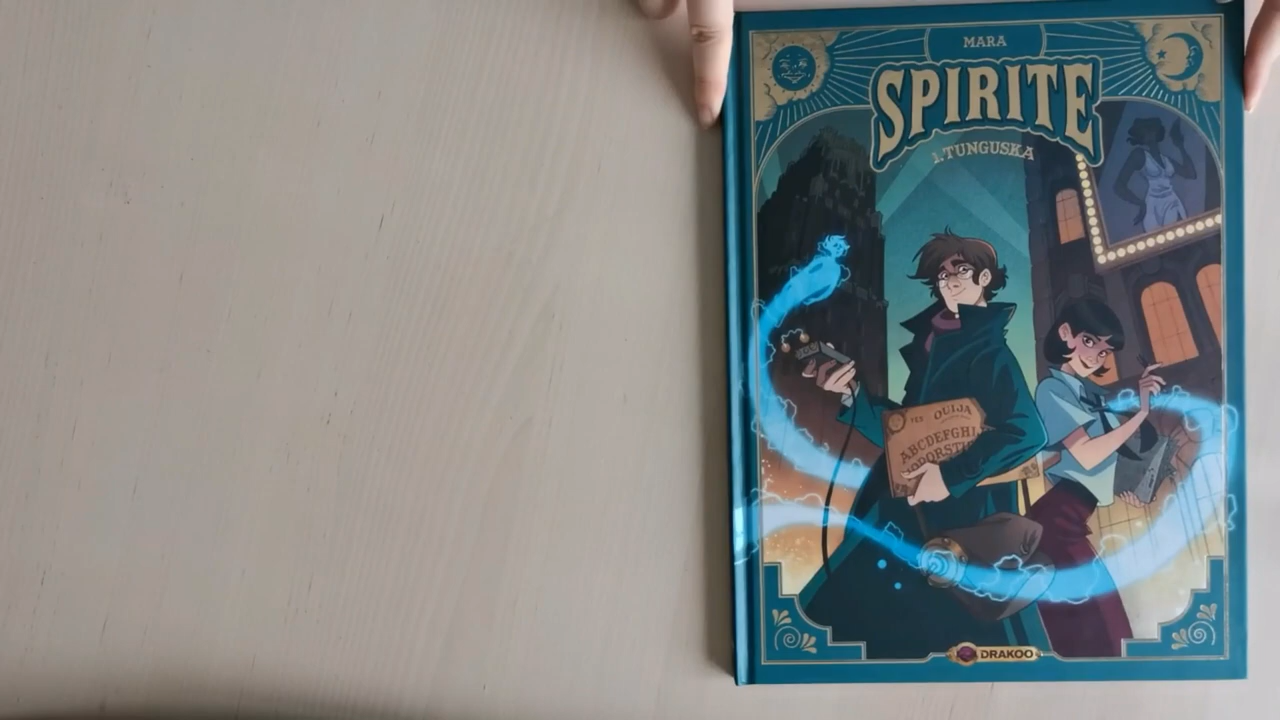 MARA
SPIRITE
1. TUNGUSKA
YES OUIJA
ABCDEFGHI
DRAKOO